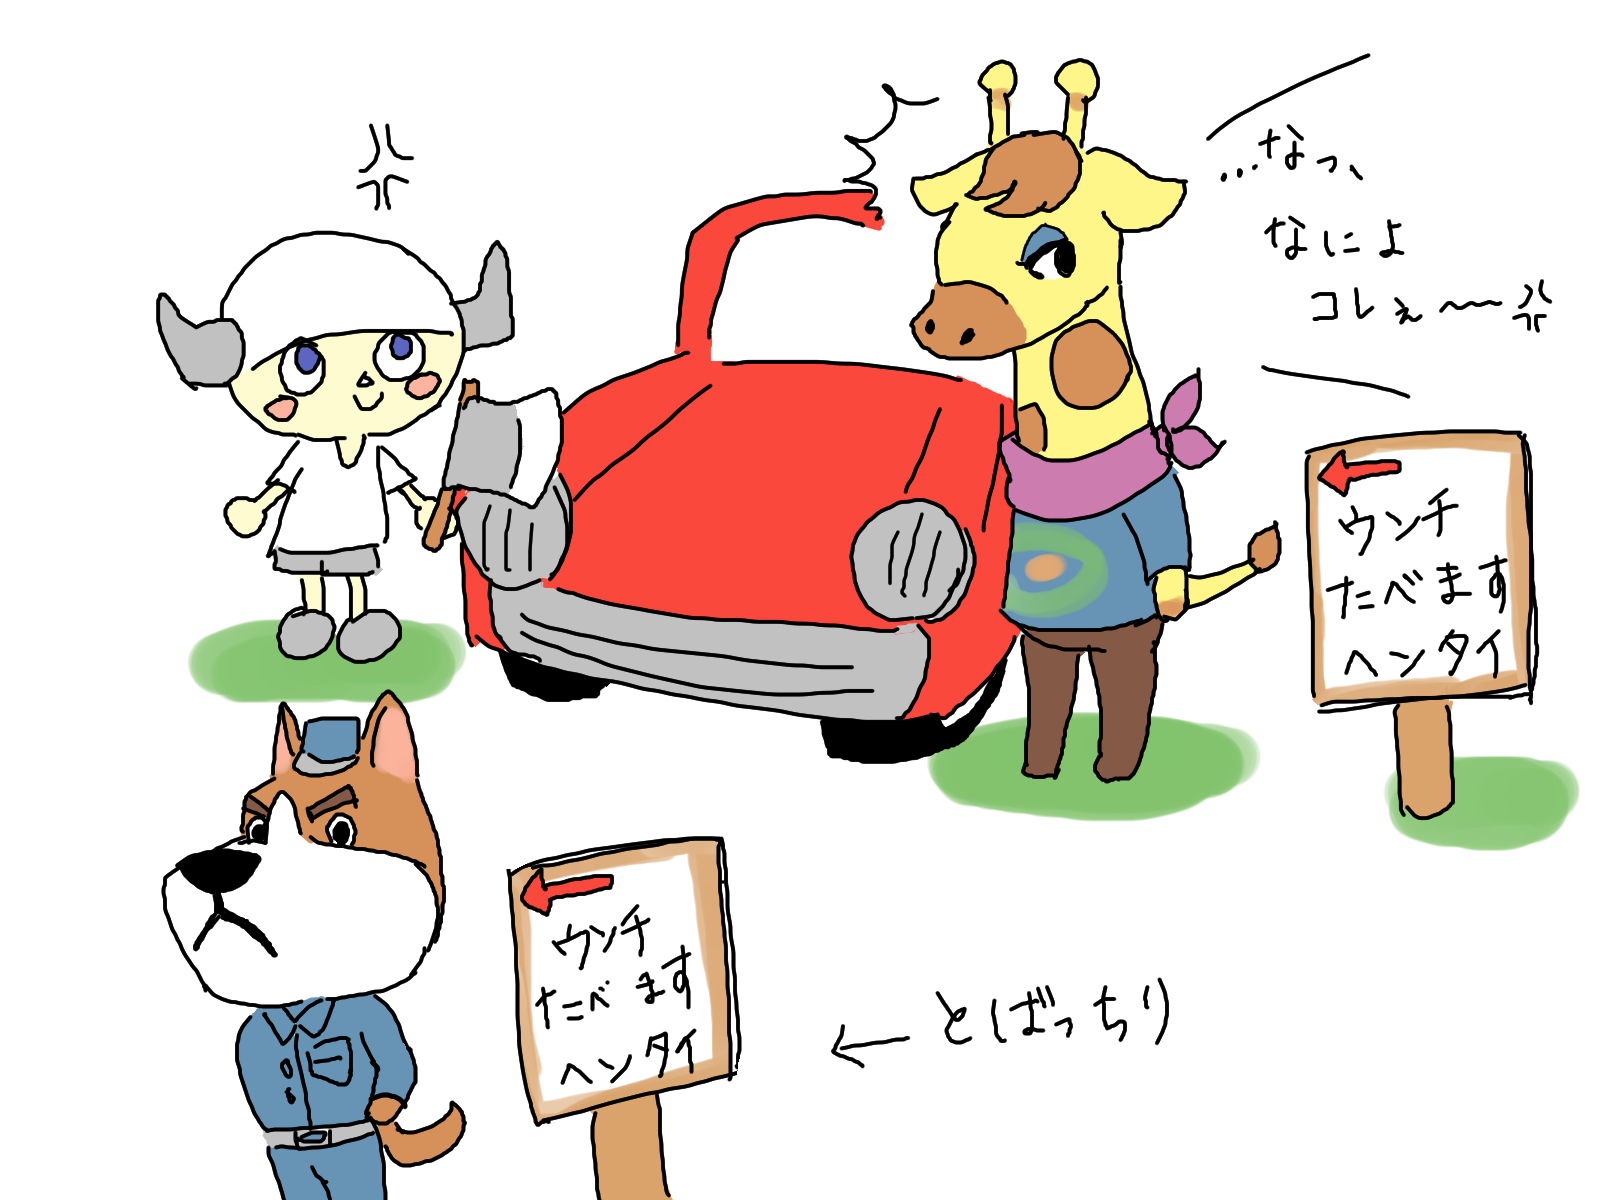 …なっ、
なによ
コレぇ〜〜
ウンチ
たべます
ヘンタイ
ウンチ
たべます
ヘンタイ
← とばっちり